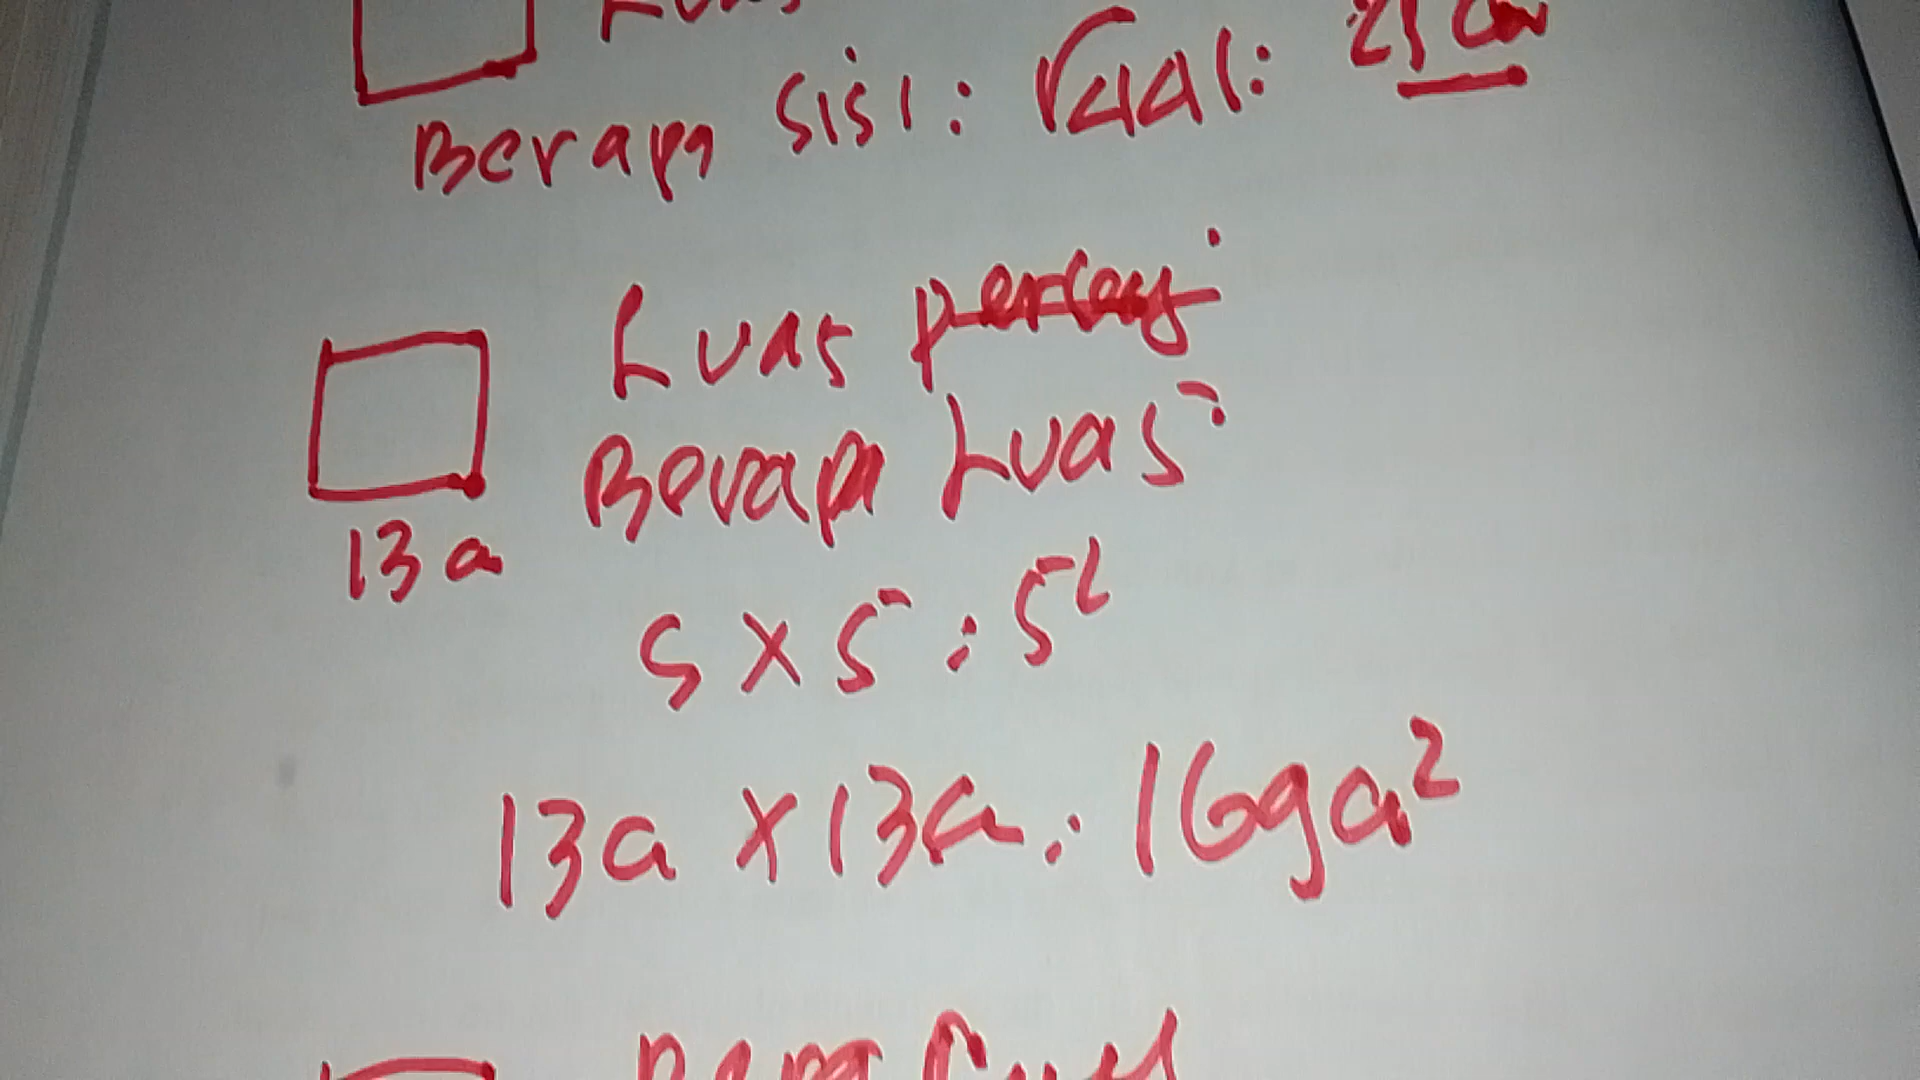 Berapa sisi : √441 : 21 cm
Luas
Berapa Luas
13a
s x s : s²
13a x 13a : 169a²